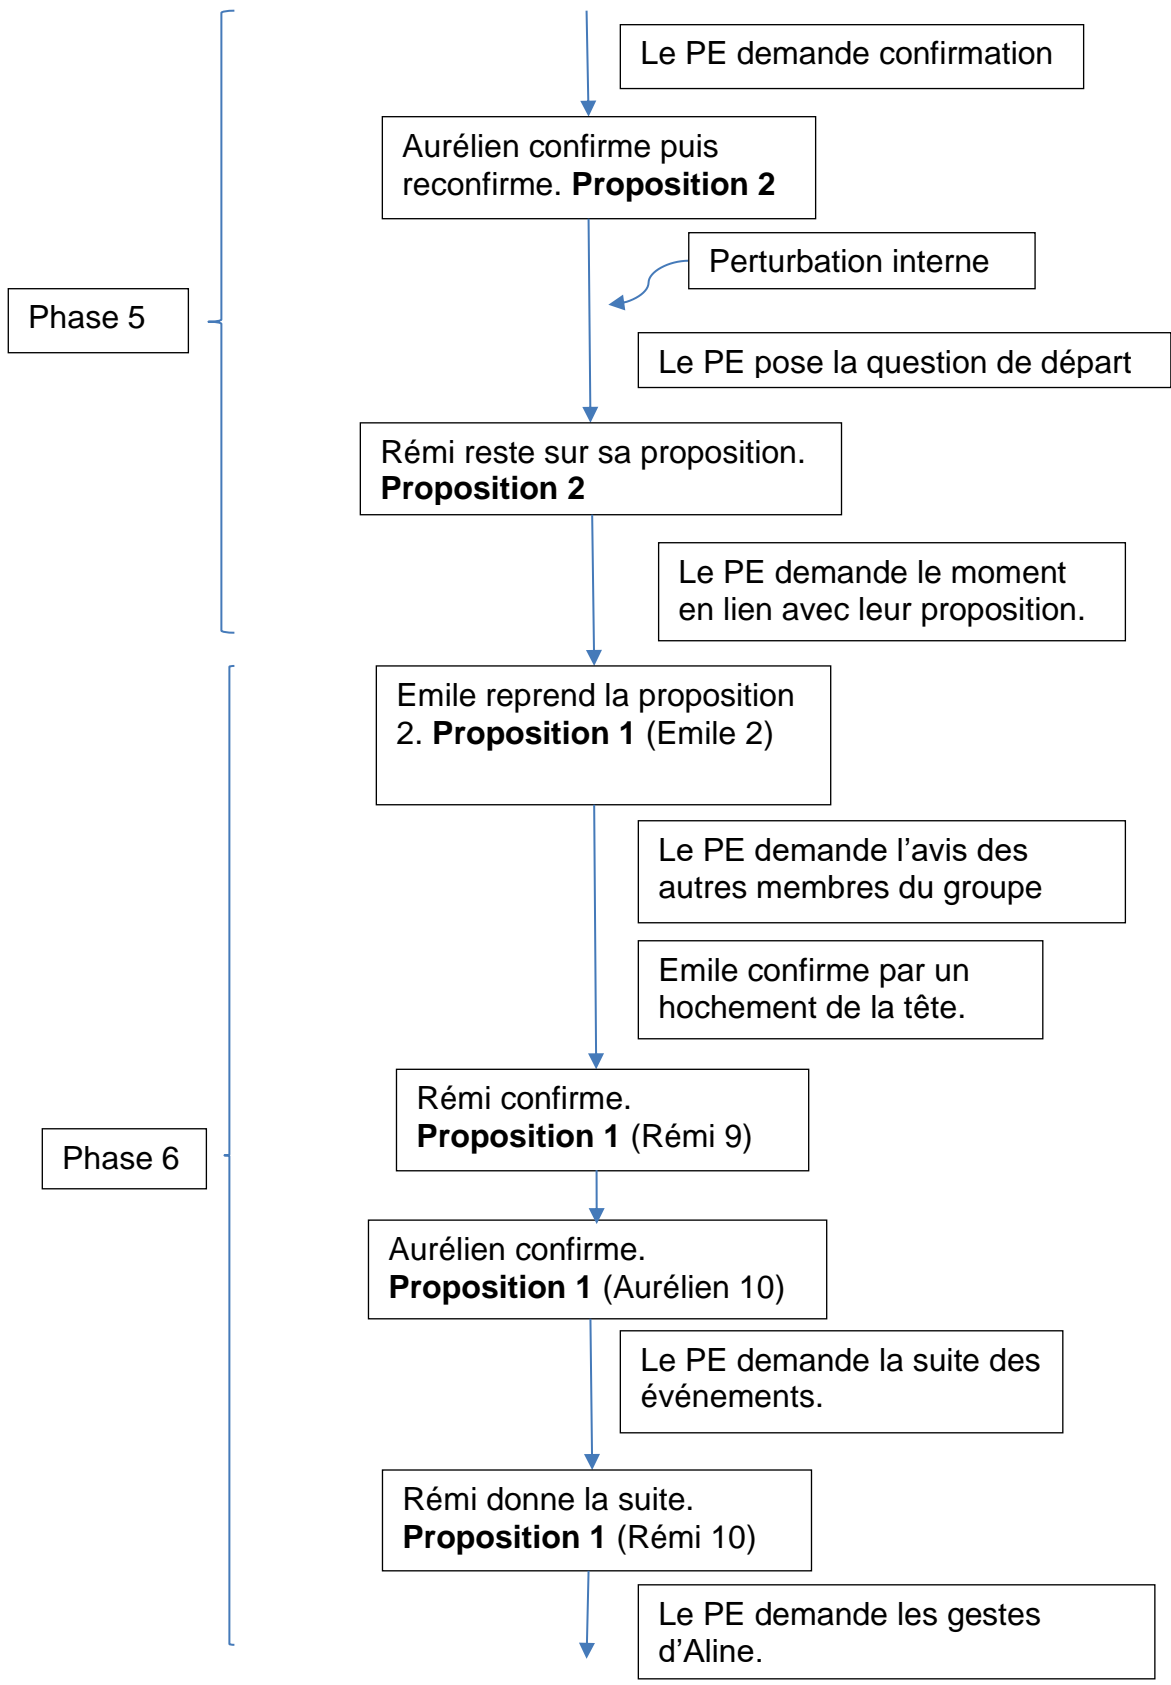 Le PE demande confirmation
Aurélien confirme puis
reconfirme. Proposition 2
Perturbation interne
Phase 5
Le PE pose la question de départ
Rémi reste sur sa proposition.
Proposition 2
Le PE demande le moment
en lien avec leur proposition.
Emile reprend la proposition
2. Proposition 1 (Emile 2)
Le PE demande l’avis des
autres membres du groupe
Emile confirme par un
hochement de la tête.
Rémi confirme.
Proposition 1 (Rémi 9)
Phase 6
Aurélien confirme.
Proposition 1 (Aurélien 10)
Le PE demande la suite des
événements.
Rémi donne la suite.
Proposition 1 (Rémi 10)
Le PE demande les gestes
d’Aline.